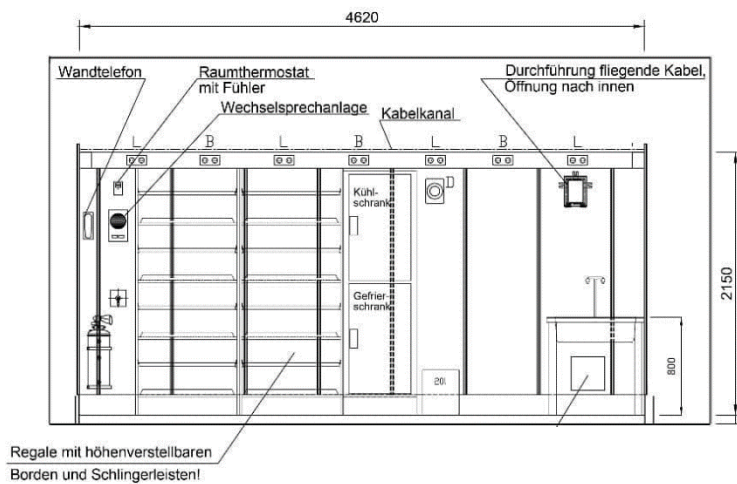 4620
Wandtelefon
Raumthermostat
mit Fühler
Wechselsprechanlage
Kabelkanal
Durchführung fliegende Kabel,
Öffnung nach innen
L B L B L B L
Kühl-
schrank
Gefrier-
schrank
20l
800
2150
Regale mit höhenverstellbaren
Borden und Schlingerleisten!